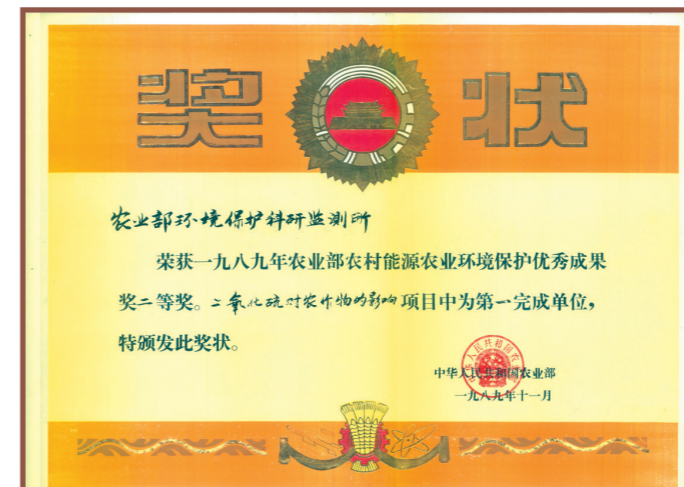 奖状
农业部环境保护科研监测所
荣获一九八九年农业部农村能源农业环境保护优秀成果
奖二等奖。二氧化硫对农作物的影响项目中为第一完成单位，
特颁发此奖状。
中华人民共和国农业部
一九八九年十一月